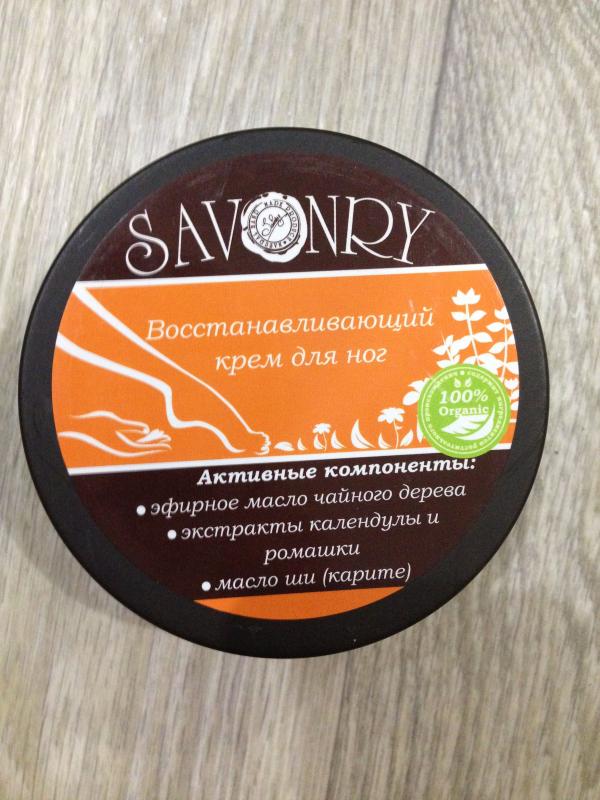 SAVONRY
Восстанавливающий
крем для ног
100%
Organic
Активные компоненты:
• эфирное масло чайного дерева
• экстракты календулы и
ромашки
• масло ши (карите)